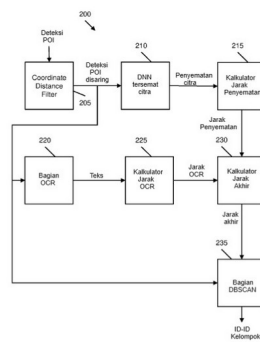 200
Deteksi
POI
210
215
Coordinate
Distance
Filter
205
Deteksi
POI
disaring
DNN
tersemat
citra
Penyematan
citra
Kalkulator
Jarak
Penyematan
Jarak
Penyematan
220
225
230
Bagian
OCR
Teks
Kalkulator
Jarak
OCR
Jarak
OCR
Kalkulator
Jarak
Akhir
Jarak
akhir
235
Bagian
DBSCAN
ID-ID
Kelompok